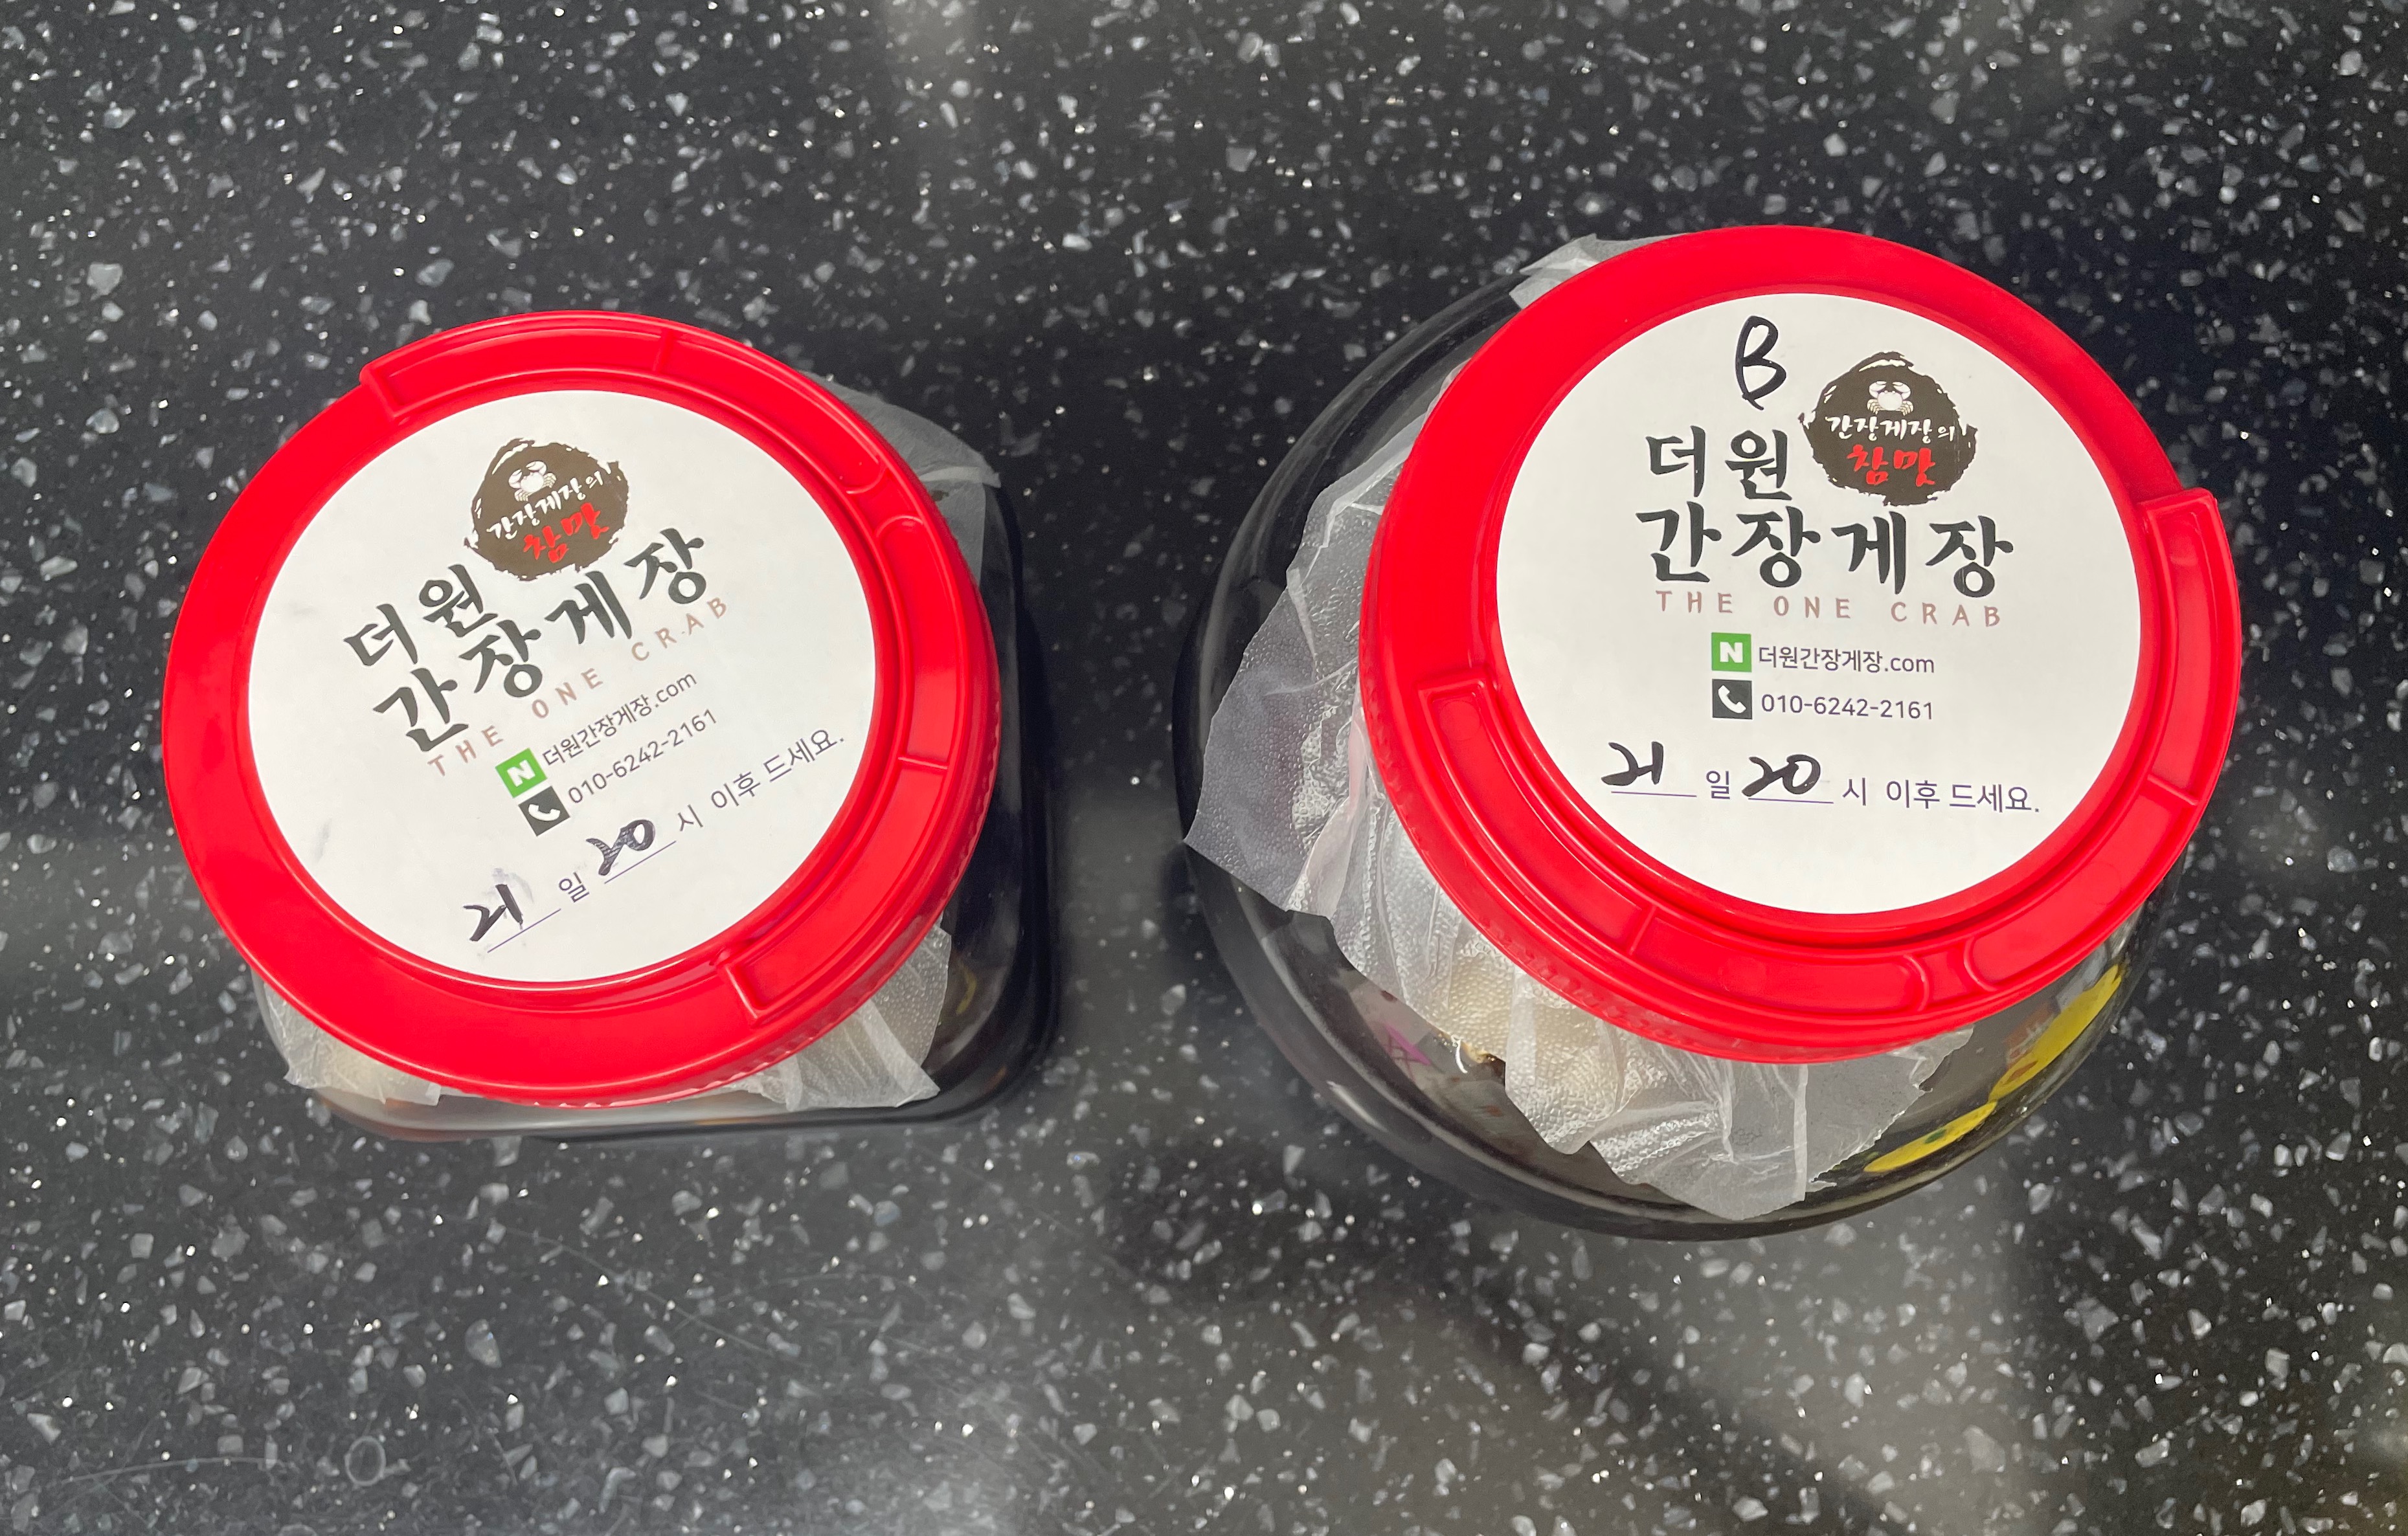 간장게장의
참맛
더원
간장게장
THE ONE CRAB
N 더원간장게장.com
010-6242-2161
21 일 20 시 이후 드세요.
B
간장게장의
참맛
더원
간장게장
THE ONE CRAB
N 더원간장게장.com
010-6242-2161
21 일 20 시 이후 드세요.